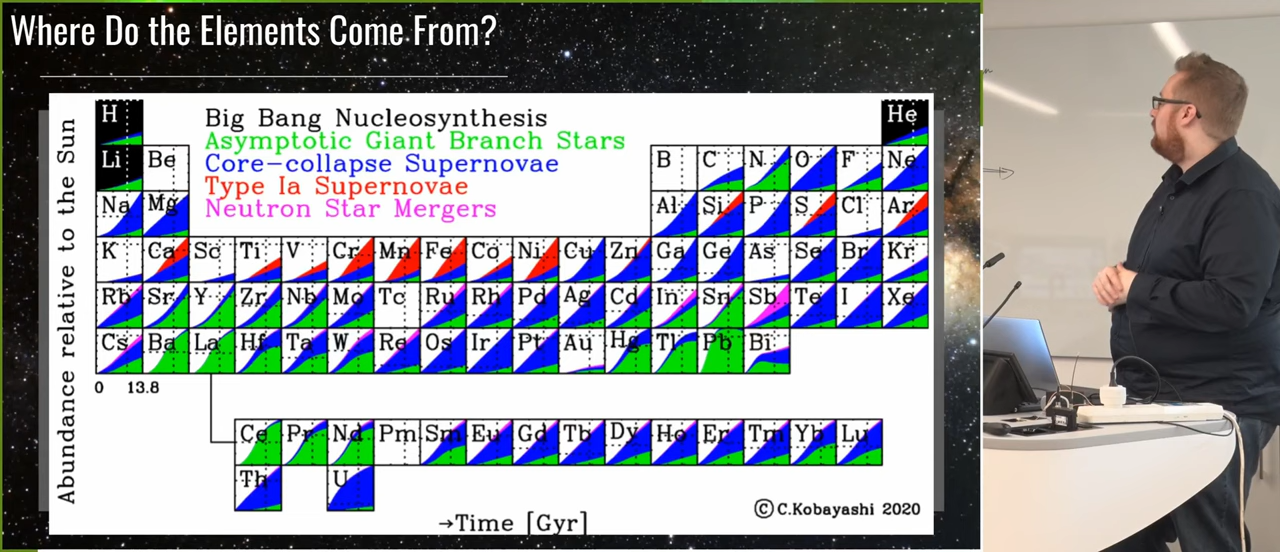 Where Do the Elements Come From?
Abundance relative to the Sun
H He
Big Bang Nucleosynthesis
Asymptotic Giant Branch Stars
Core-collapse Supernovae
Type Ia Supernovae
Neutron Star Mergers
Li Be B C N O F Ne
Na Mg Al Si P S Cl Ar
K Ca Sc Ti V Cr Mn Fe Co Ni Cu Zn Ga Ge As Se Br Kr
Rb Sr Y Zr Nb Mo Tc Ru Rh Pd Ag Cd In Sn Sb Te I Xe
Cs Ba La Hf Ta W Re Os Ir Pt Au Hg Tl Pb Bi
0 13.8
Ce Pr Nd Pm Sm Eu Gd Tb Dy Ho Er Tm Yb Lu
Th U
©C.Kobayashi 2020
→Time [Gyr]